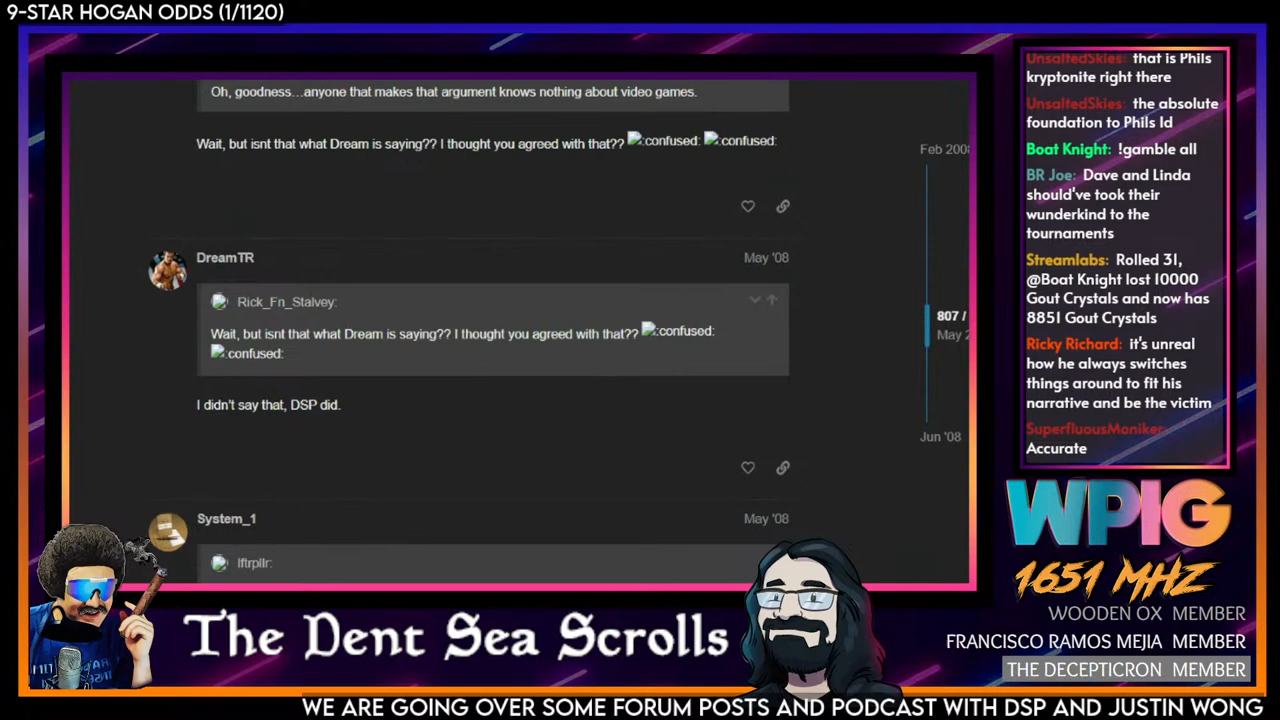 9-STAR HOGAN ODDS (1/1120)
Oh, goodness...anyone that makes that argument knows nothing about video games.
Wait, but isnt that what Dream is saying?? I thought you agreed with that?? :confused: :confused:
Feb 2008
DreamTR
May '08
Rick_Fn_Stalvey:
Wait, but isnt that what Dream is saying?? I thought you agreed with that?? :confused:
:confused:
807 /
May 2
I didn't say that, DSP did.
Jun '08
System_1
May '08
lftrpllr:
UnsaltedSkies: that is Phils
kryptonite right there
UnsaltedSkies: the absolute
foundation to Phils Id
Boat Knight: !gamble all
BR Joe: Dave and Linda
should've took their
wunderkind to the
tournaments
Streamlabs: Rolled 31,
@Boat Knight lost 10000
Gout Crystals and now has
8851 Gout Crystals
Ricky Richard: it's unreal
how he always switches
things around to fit his
narrative and be the victim
SuperfluousMoniker:
Accurate
WPIG
1651 MHZ
WOODEN OX MEMBER
FRANCISCO RAMOS MEJIA MEMBER
THE DECEPTICRON MEMBER
The Dent Sea Scrolls
WE ARE GOING OVER SOME FORUM POSTS AND PODCAST WITH DSP AND JUSTIN WONG